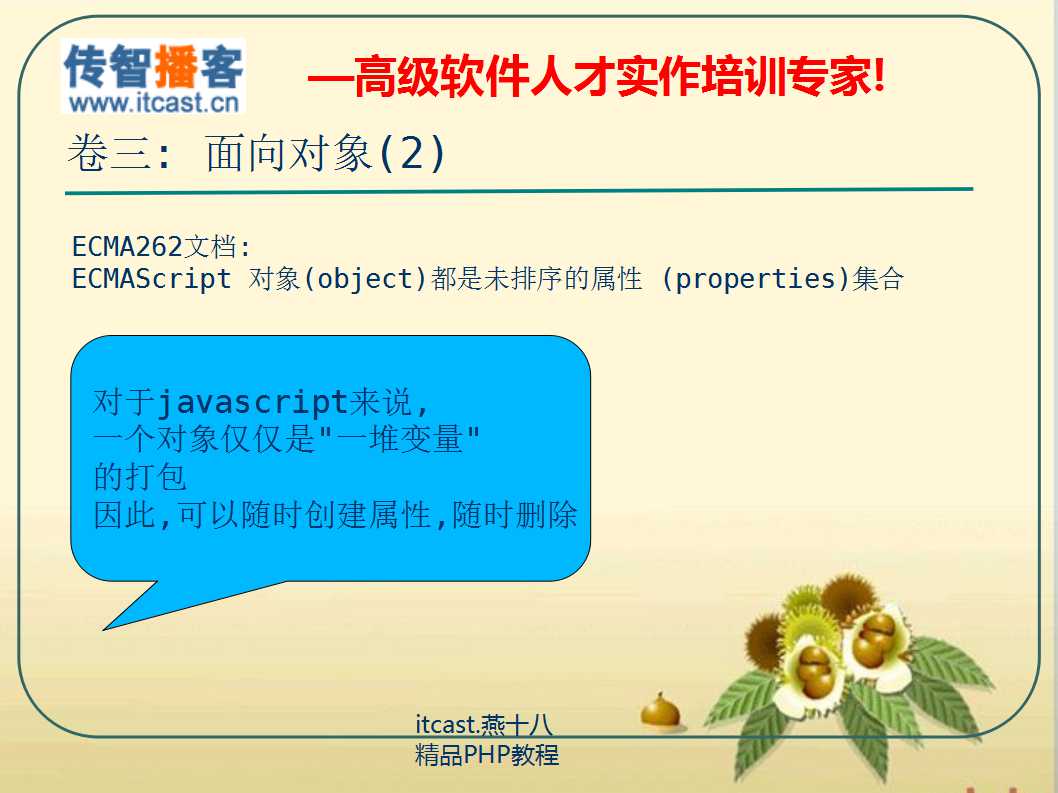 传智播客
www.itcast.cn
—高级软件人才实作培训专家!
卷三: 面向对象(2)
ECMA262文档:
ECMAScript 对象(object)都是未排序的属性 (properties)集合
对于javascript来说,
一个对象仅仅是"一堆变量"
的打包
因此,可以随时创建属性,随时删除
itcast.燕十八
精品PHP教程